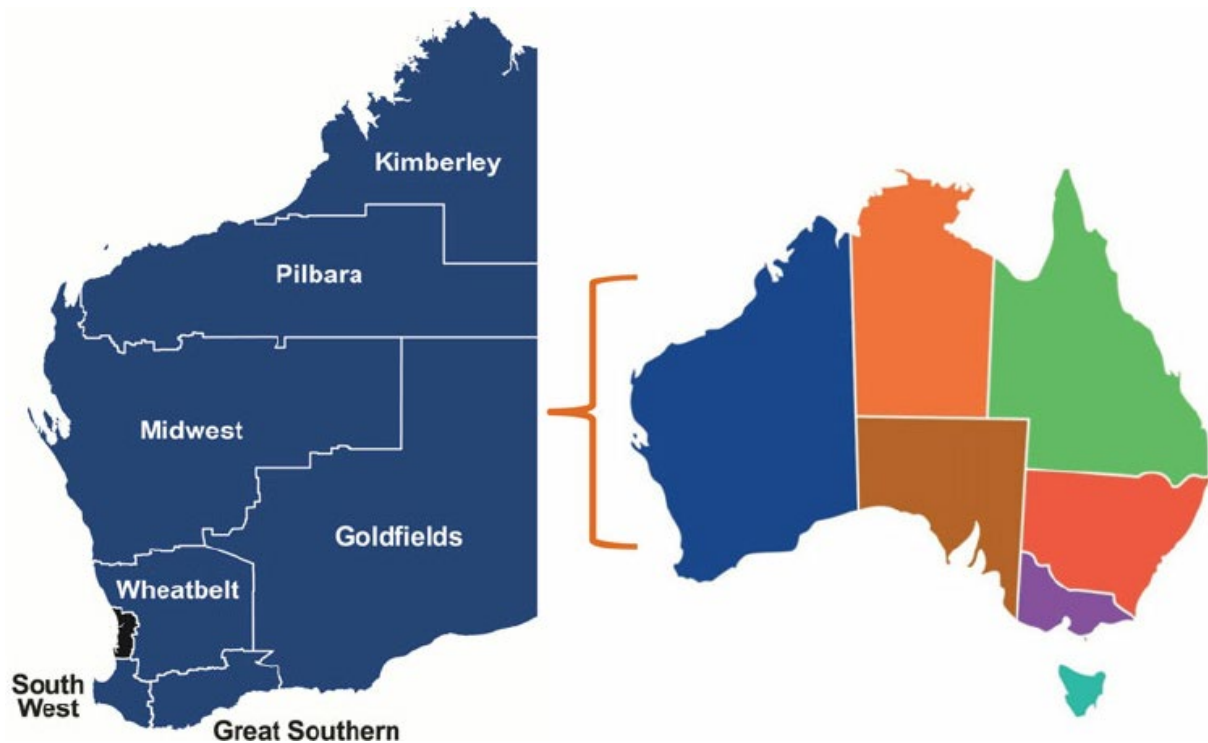 Kimberley
Pilbara
Midwest
Goldfields
Wheatbelt
South
West
Great Southern